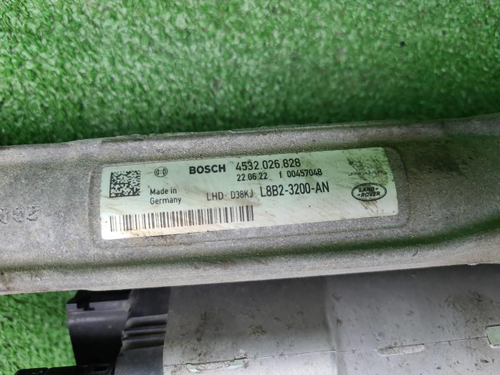 BOSCH 4532.026.828
22.06.22 1 00457048
Made in
Germany
LHD D38KJ L8B2-3200-AN
LAND
ROVER